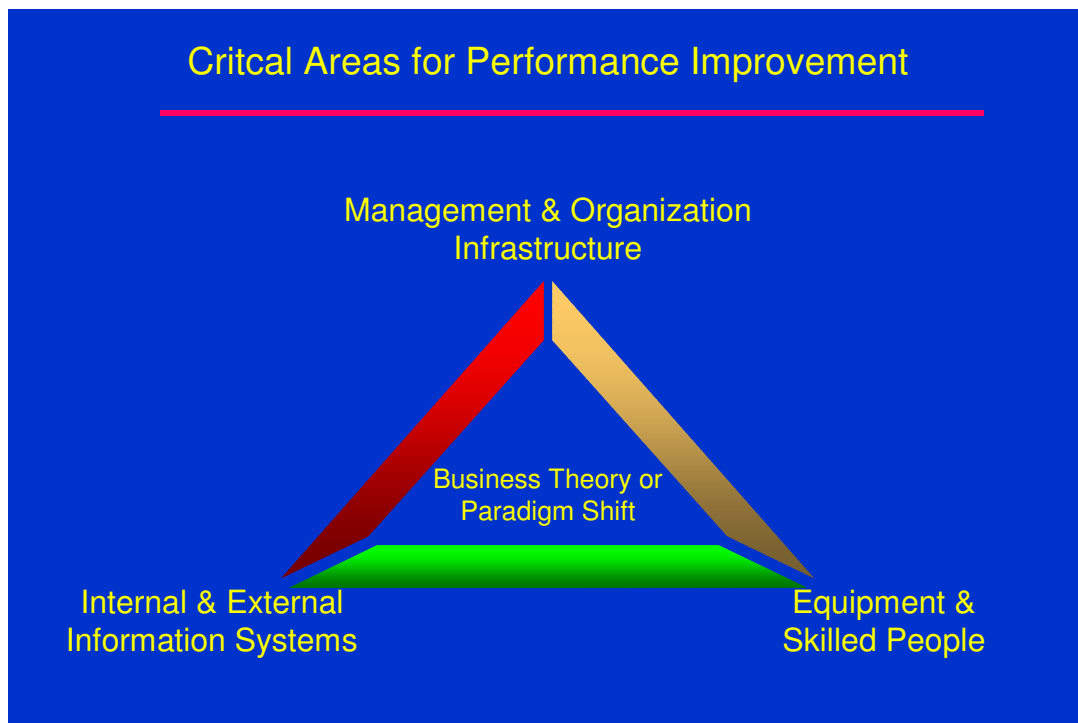 Critcal Areas for Performance Improvement
Management & Organization
Infrastructure
Business Theory or
Paradigm Shift
Internal & External
Information Systems
Equipment &
Skilled People